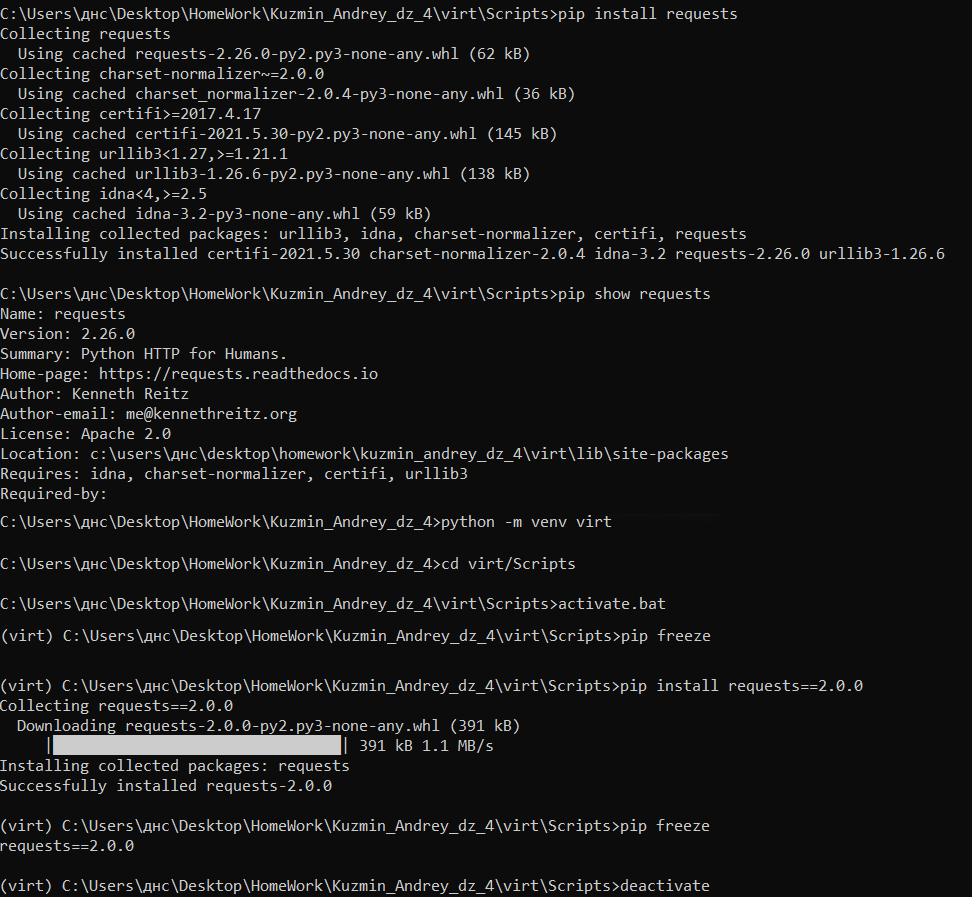 C:\Users\днс\Desktop\HomeWork\Kuzmin_Andrey_dz_4\virt\Scripts>pip install requests
Collecting requests
  Using cached requests-2.26.0-py2.py3-none-any.whl (62 kB)
Collecting charset-normalizer~=2.0.0
  Using cached charset_normalizer-2.0.4-py3-none-any.whl (36 kB)
Collecting certifi>=2017.4.17
  Using cached certifi-2021.5.30-py2.py3-none-any.whl (145 kB)
Collecting urllib3<1.27,>=1.21.1
  Using cached urllib3-1.26.6-py2.py3-none-any.whl (138 kB)
Collecting idna<4,>=2.5
  Using cached idna-3.2-py3-none-any.whl (59 kB)
Installing collected packages: urllib3, idna, charset-normalizer, certifi, requests
Successfully installed certifi-2021.5.30 charset-normalizer-2.0.4 idna-3.2 requests-2.26.0 urllib3-1.26.6
C:\Users\днс\Desktop\HomeWork\Kuzmin_Andrey_dz_4\virt\Scripts>pip show requests
Name: requests
Version: 2.26.0
Summary: Python HTTP for Humans.
Home-page: https://requests.readthedocs.io
Author: Kenneth Reitz
Author-email: me@kennethreitz.org
License: Apache 2.0
Location: c:\users\днс\desktop\homework\kuzmin_andrey_dz_4\virt\lib\site-packages
Requires: idna, charset-normalizer, certifi, urllib3
Required-by:
C:\Users\днс\Desktop\HomeWork\Kuzmin_Andrey_dz_4>python -m venv virt
C:\Users\днс\Desktop\HomeWork\Kuzmin_Andrey_dz_4>cd virt/Scripts
C:\Users\днс\Desktop\HomeWork\Kuzmin_Andrey_dz_4\virt\Scripts>activate.bat
(virt) C:\Users\днс\Desktop\HomeWork\Kuzmin_Andrey_dz_4\virt\Scripts>pip freeze
(virt) C:\Users\днс\Desktop\HomeWork\Kuzmin_Andrey_dz_4\virt\Scripts>pip install requests==2.0.0
Collecting requests==2.0.0
  Downloading requests-2.0.0-py2.py3-none-any.whl (391 kB)
     |████████████████████████████████| 391 kB 1.1 MB/s
Installing collected packages: requests
Successfully installed requests-2.0.0
(virt) C:\Users\днс\Desktop\HomeWork\Kuzmin_Andrey_dz_4\virt\Scripts>pip freeze
requests==2.0.0
(virt) C:\Users\днс\Desktop\HomeWork\Kuzmin_Andrey_dz_4\virt\Scripts>deactivate